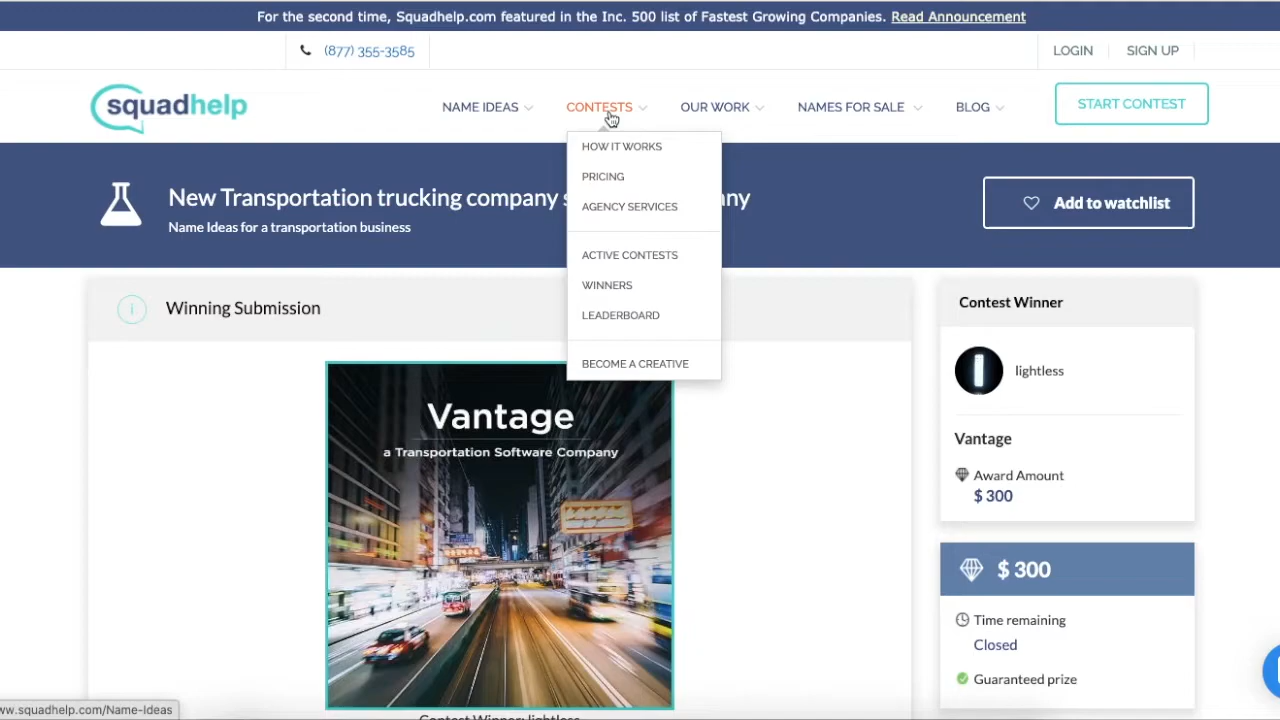 For the second time, Squadhelp.com featured in the Inc. 500 list of Fastest Growing Companies. Read Announcement
(877) 355-3585
LOGIN
SIGN UP
squadhelp
NAME IDEAS
CONTESTS
OUR WORK
NAMES FOR SALE
BLOG
START CONTEST
HOW IT WORKS
PRICING
AGENCY SERVICES
ACTIVE CONTESTS
WINNERS
LEADERBOARD
BECOME A CREATIVE
New Transportation trucking company
Name Ideas for a transportation business
Add to watchlist
i Winning Submission
Vantage
a Transportation Software Company
Contest Winner: lightless
Contest Winner
lightless
Vantage
Award Amount
$ 300
$ 300
Time remaining
Closed
Guaranteed prize
ww.squadhelp.com/Name-Ideas